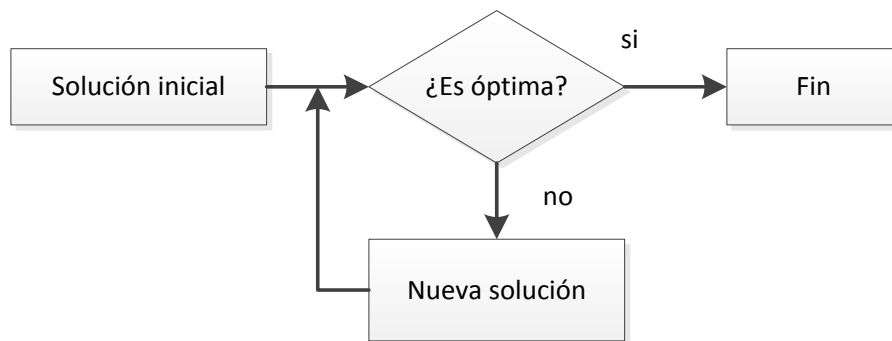 si
Solución inicial
¿Es óptima?
Fin
no
Nueva solución